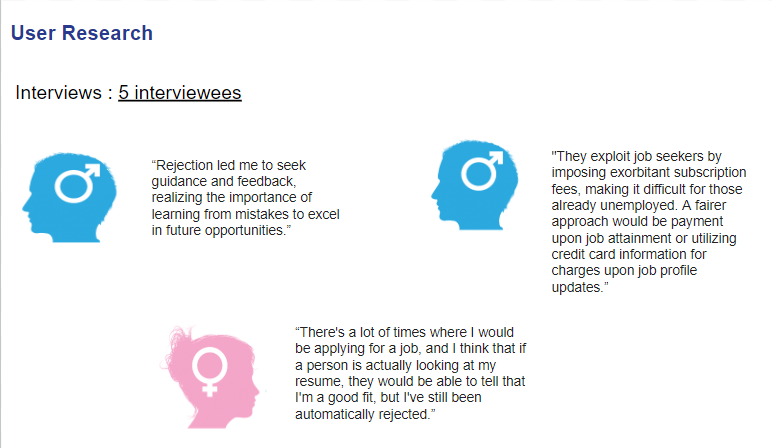 User Research
Interviews : 5 interviewees
“Rejection led me to seek
guidance and feedback,
realizing the importance of
learning from mistakes to excel
in future opportunities.”
"They exploit job seekers by
imposing exorbitant subscription
fees, making it difficult for those
already unemployed. A fairer
approach would be payment
upon job attainment or utilizing
credit card information for
charges upon job profile
updates.”
“There's a lot of times where I would
be applying for a job, and I think that if
a person is actually looking at my
resume, they would be able to tell that
I'm a good fit, but I've still been
automatically rejected.”